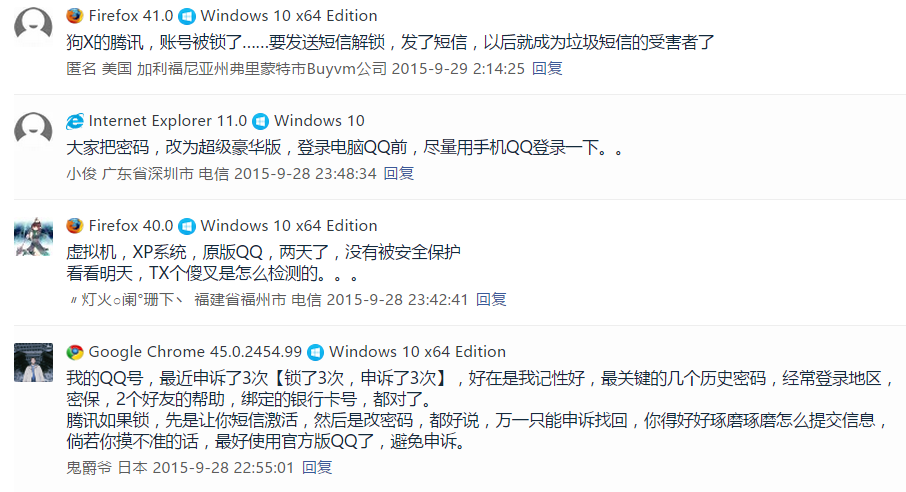 Firefox 41.0 Windows 10 x64 Edition
狗X的腾讯，账号被锁了......要发送短信解锁，发了短信，以后就成为垃圾短信的受害者了
匿名 美国 加利福尼亚州弗里蒙特市Buyvm公司 2015-9-29 2:14:25 回复
Internet Explorer 11.0 Windows 10
大家把密码，改为超级豪华版，登录电脑QQ前，尽量用手机QQ登录一下。。
小俊 广东省深圳市 电信 2015-9-28 23:48:34 回复
Firefox 40.0 Windows 10 x64 Edition
虚拟机，XP系统，原版QQ，两天了，没有被安全保护
看看明天，TX个傻叉是怎么检测的。。。
〃灯火○阑°珊下丶 福建省福州市 电信 2015-9-28 23:42:41 回复
Google Chrome 45.0.2454.99 Windows 10 x64 Edition
我的QQ号，最近申诉了3次【锁了3次，申诉了3次】，好在是我记性好，最关键的几个历史密码，经常登录地区，
密保，2个好友的帮助，绑定的银行卡号，都对了。
腾讯如果锁，先是让你短信激活，然后是改密码，都好说，万一只能申诉找回，你得好好琢磨琢磨怎么提交信息，
倘若你摸不准的话，最好使用官方版QQ了，避免申诉。
鬼爵爷 日本 2015-9-28 22:55:01 回复